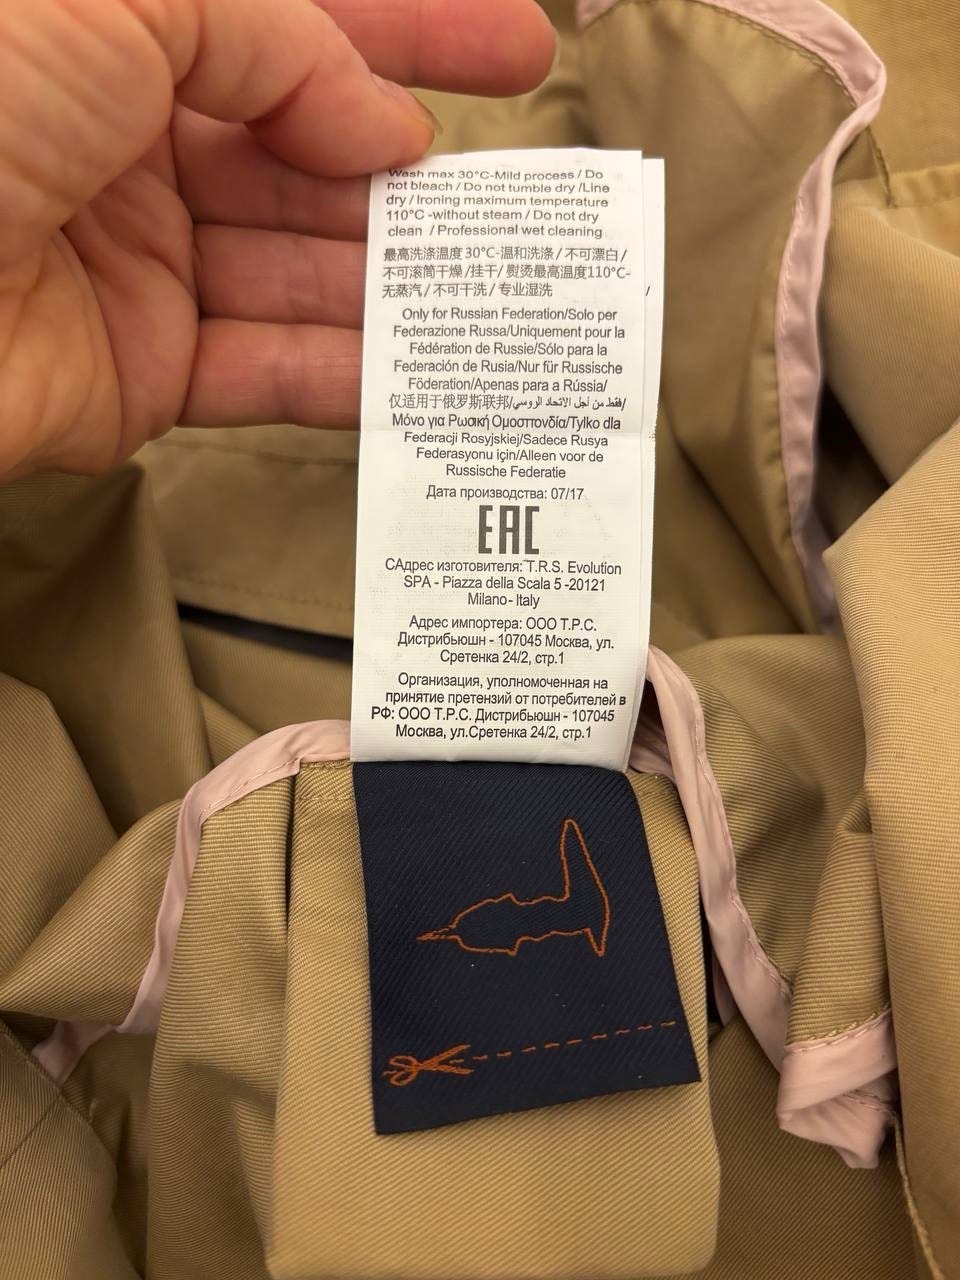 Wash max 30°C-Mild process / Do
not bleach / Do not tumble dry /Line
dry / Ironing maximum temperature
110°C -without steam / Do not dry
clean / Professional wet cleaning
最高洗涤温度 30°C-温和洗涤 / 不可漂白 /
不可滚筒干燥 /挂干 / 熨烫最高温度110°C-
无蒸汽 / 不可干洗 / 专业湿洗
Only for Russian Federation/Solo per
Federazione Russa/Uniquement pour la
Fédération de Russie/Sólo para la
Federación de Rusia/Nur für Russische
Föderation/Apenas para a Rússia/
仅适用于俄罗斯联邦/فقط من أجل الاتحاد الروسي/
Μόνο για Ρωσική Ομοσπονδία/Tylko dla
Federacji Rosyjskiej/Sadece Rusya
Federasyonu için/Alleen voor de
Russische Federatie
Дата производства: 07/17
EAC
САдрес изготовителя: T.R.S. Evolution
SPA - Piazza della Scala 5 -20121
Milano- Italy
Адрес импортера: ООО Т.Р.С.
Дистрибьюшн - 107045 Москва, ул.
Сретенка 24/2, стр.1
Организация, уполномоченная на
принятие претензий от потребителей в
РФ: ООО Т.Р.С. Дистрибьюшн - 107045
Москва, ул.Сретенка 24/2, стр.1